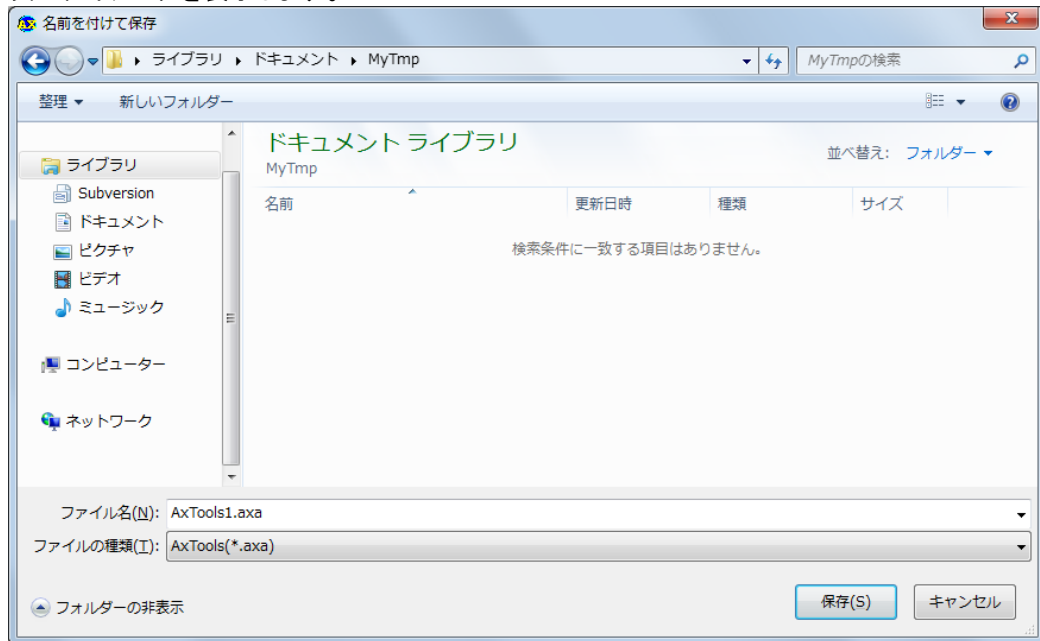 名前を付けて保存
ライブラリ ドキュメント MyTmp
MyTmpの検索
整理 新しいフォルダー
ドキュメント ライブラリ
MyTmp
並べ替え: フォルダー
名前 更新日時 種類 サイズ
検索条件に一致する項目はありません。
ライブラリ
Subversion
ドキュメント
ピクチャ
ビデオ
ミュージック
コンピューター
ネットワーク
ファイル名(N): AxTools1.axa
ファイルの種類(T): AxTools(*.axa)
フォルダーの非表示
保存(S) キャンセル